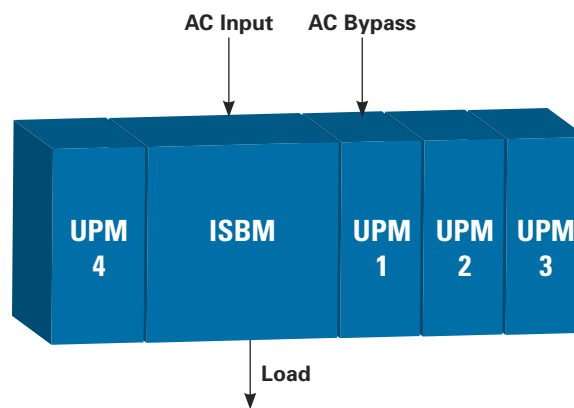 AC Input AC Bypass
UPM
4
ISBM
UPM
1
UPM
2
UPM
3
Load